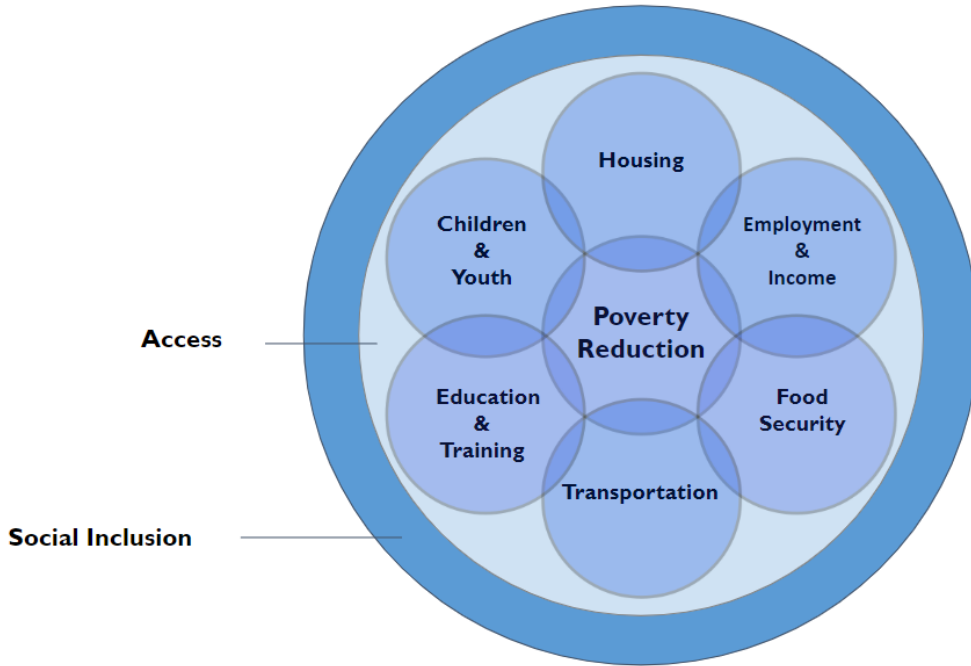 Housing
Children
&
Youth
Employment
&
Income
Poverty
Reduction
Access
Education
&
Training
Food
Security
Transportation
Social Inclusion